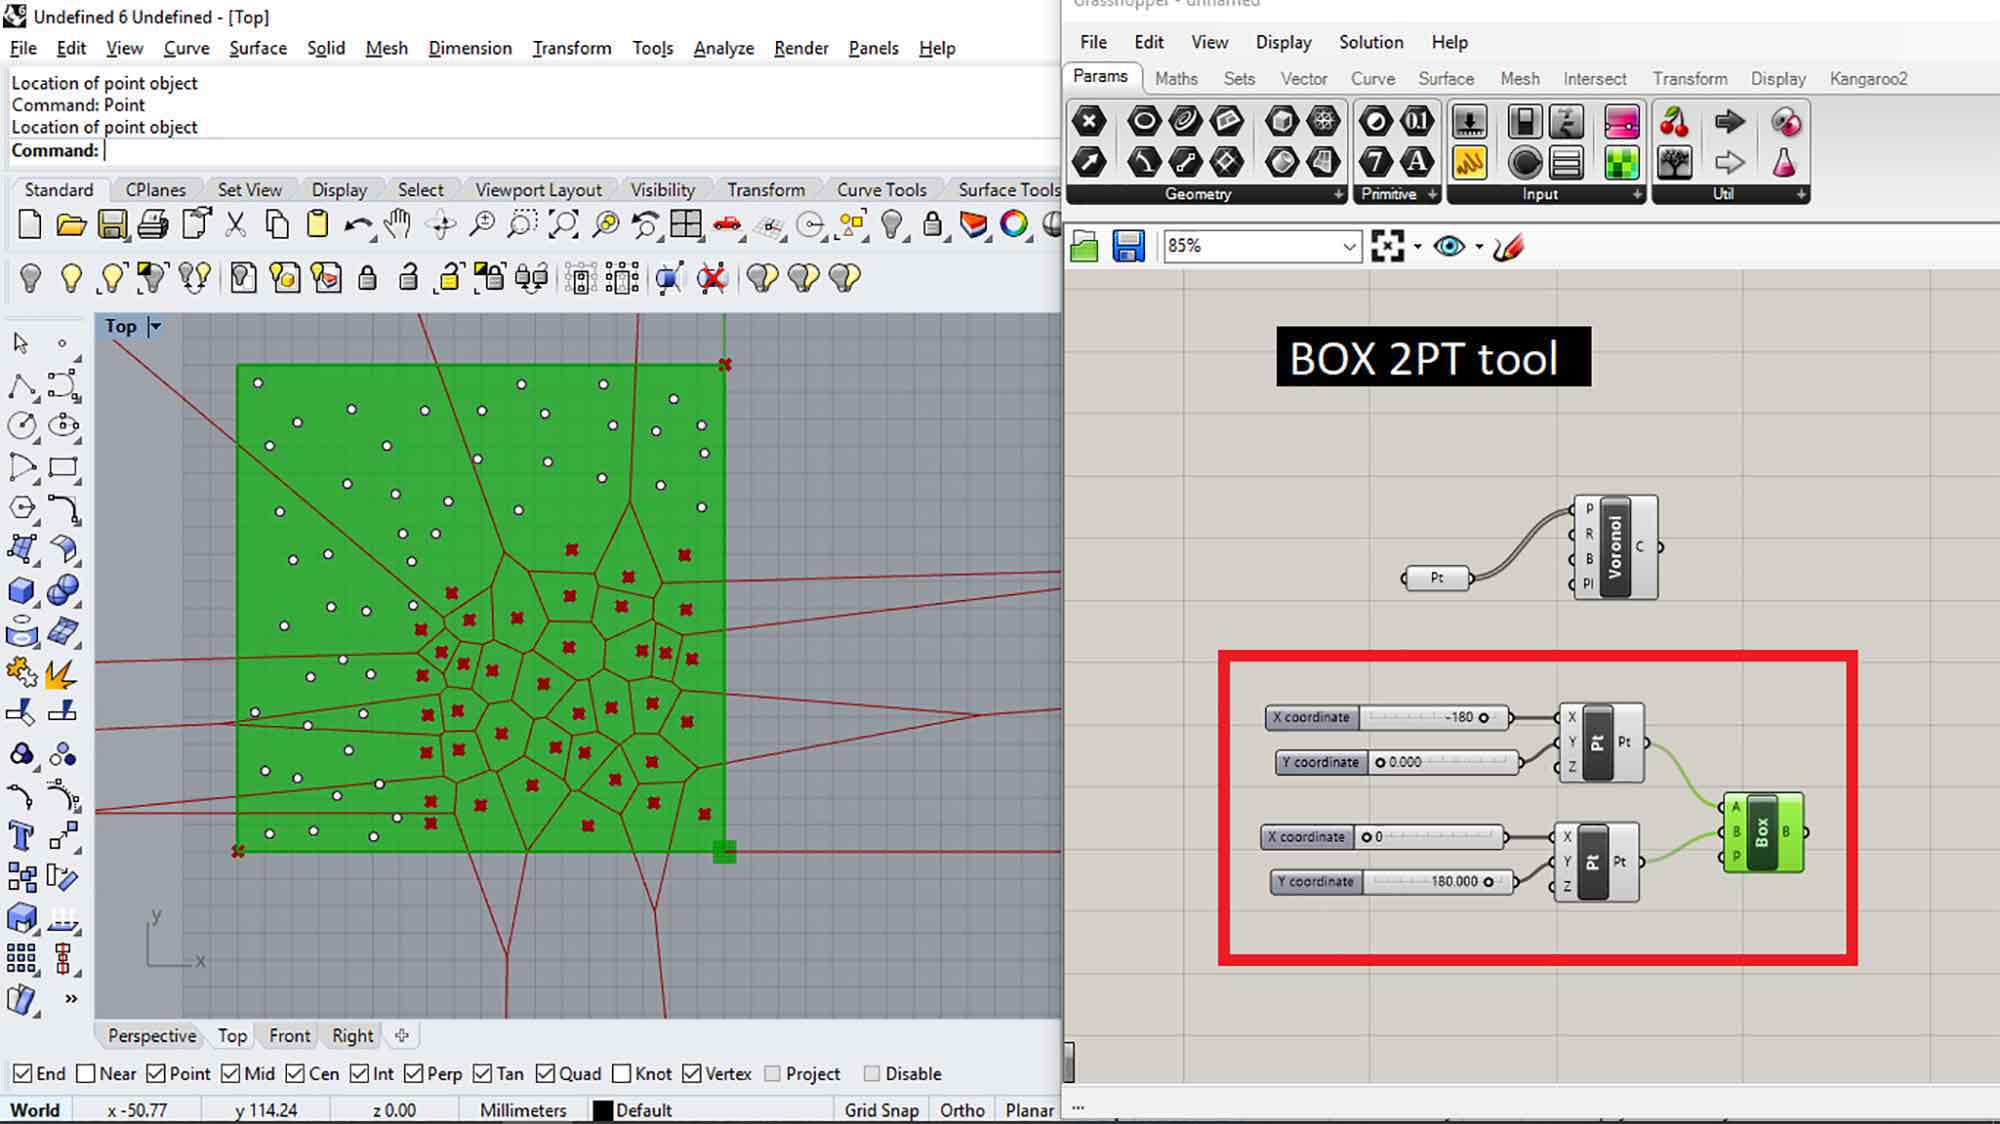 Undefined 6 Undefined - [Top]
File Edit View Curve Surface Solid Mesh Dimension Transform Tools Analyze Render Panels Help
Location of point object
Command: Point
Location of point object
Command:
Standard CPlanes Set View Display Select Viewport Layout Visibility Transform Curve Tools Surface Tools
Top
y
x
Perspective Top Front Right
End Near Point Mid Cen Int Perp Tan Quad Knot Vertex Project Disable
World x -50.77 y 114.24 z 0.00 Millimeters Default Grid Snap Ortho Planar
Grasshopper - unnamed
File Edit View Display Solution Help
Params Maths Sets Vector Curve Surface Mesh Intersect Transform Display Kangaroo2
0.1
7 A
Geometry Primitive Input Util
85%
BOX 2PT tool
Pt
P
R
B
Pl
Voronoi
C
X coordinate -180
Y coordinate 0.000
X
Y
Z
Pt
Pt
X coordinate 0
Y coordinate 180.000
X
Y
Z
Pt
Pt
A
B
P
Box
B
...